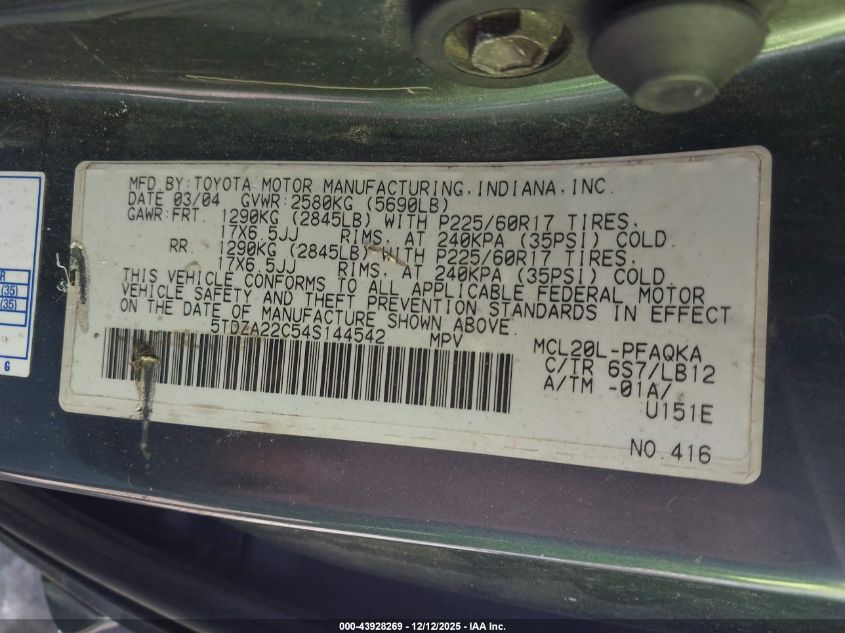 MFD.BY:TOYOTA MOTOR MANUFACTURING,INDIANA,INC.
DATE 03/04 GVWR:2580KG (5690LB)
GAWR:FRT. 1290KG (2845LB) WITH P225/60R17 TIRES,
17X6.5JJ RIMS, AT 240KPA (35PSI) COLD.
RR. 1290KG (2845LB) WITH P225/60R17 TIRES,
17X6.5JJ RIMS, AT 240KPA (35PSI) COLD.
THIS VEHICLE CONFORMS TO ALL APPLICABLE FEDERAL MOTOR
VEHICLE SAFETY AND THEFT PREVENTION STANDARDS IN EFFECT
ON THE DATE OF MANUFACTURE SHOWN ABOVE.
5TDZA22C54S144542 MPV
MCL20L-PFAQKA
C/TR 6S7/LB12
A/TM -01A/
U151E
NO.416
R
(35)
(35)
G
000-43928269 - 12/12/2025 - IAA Inc.